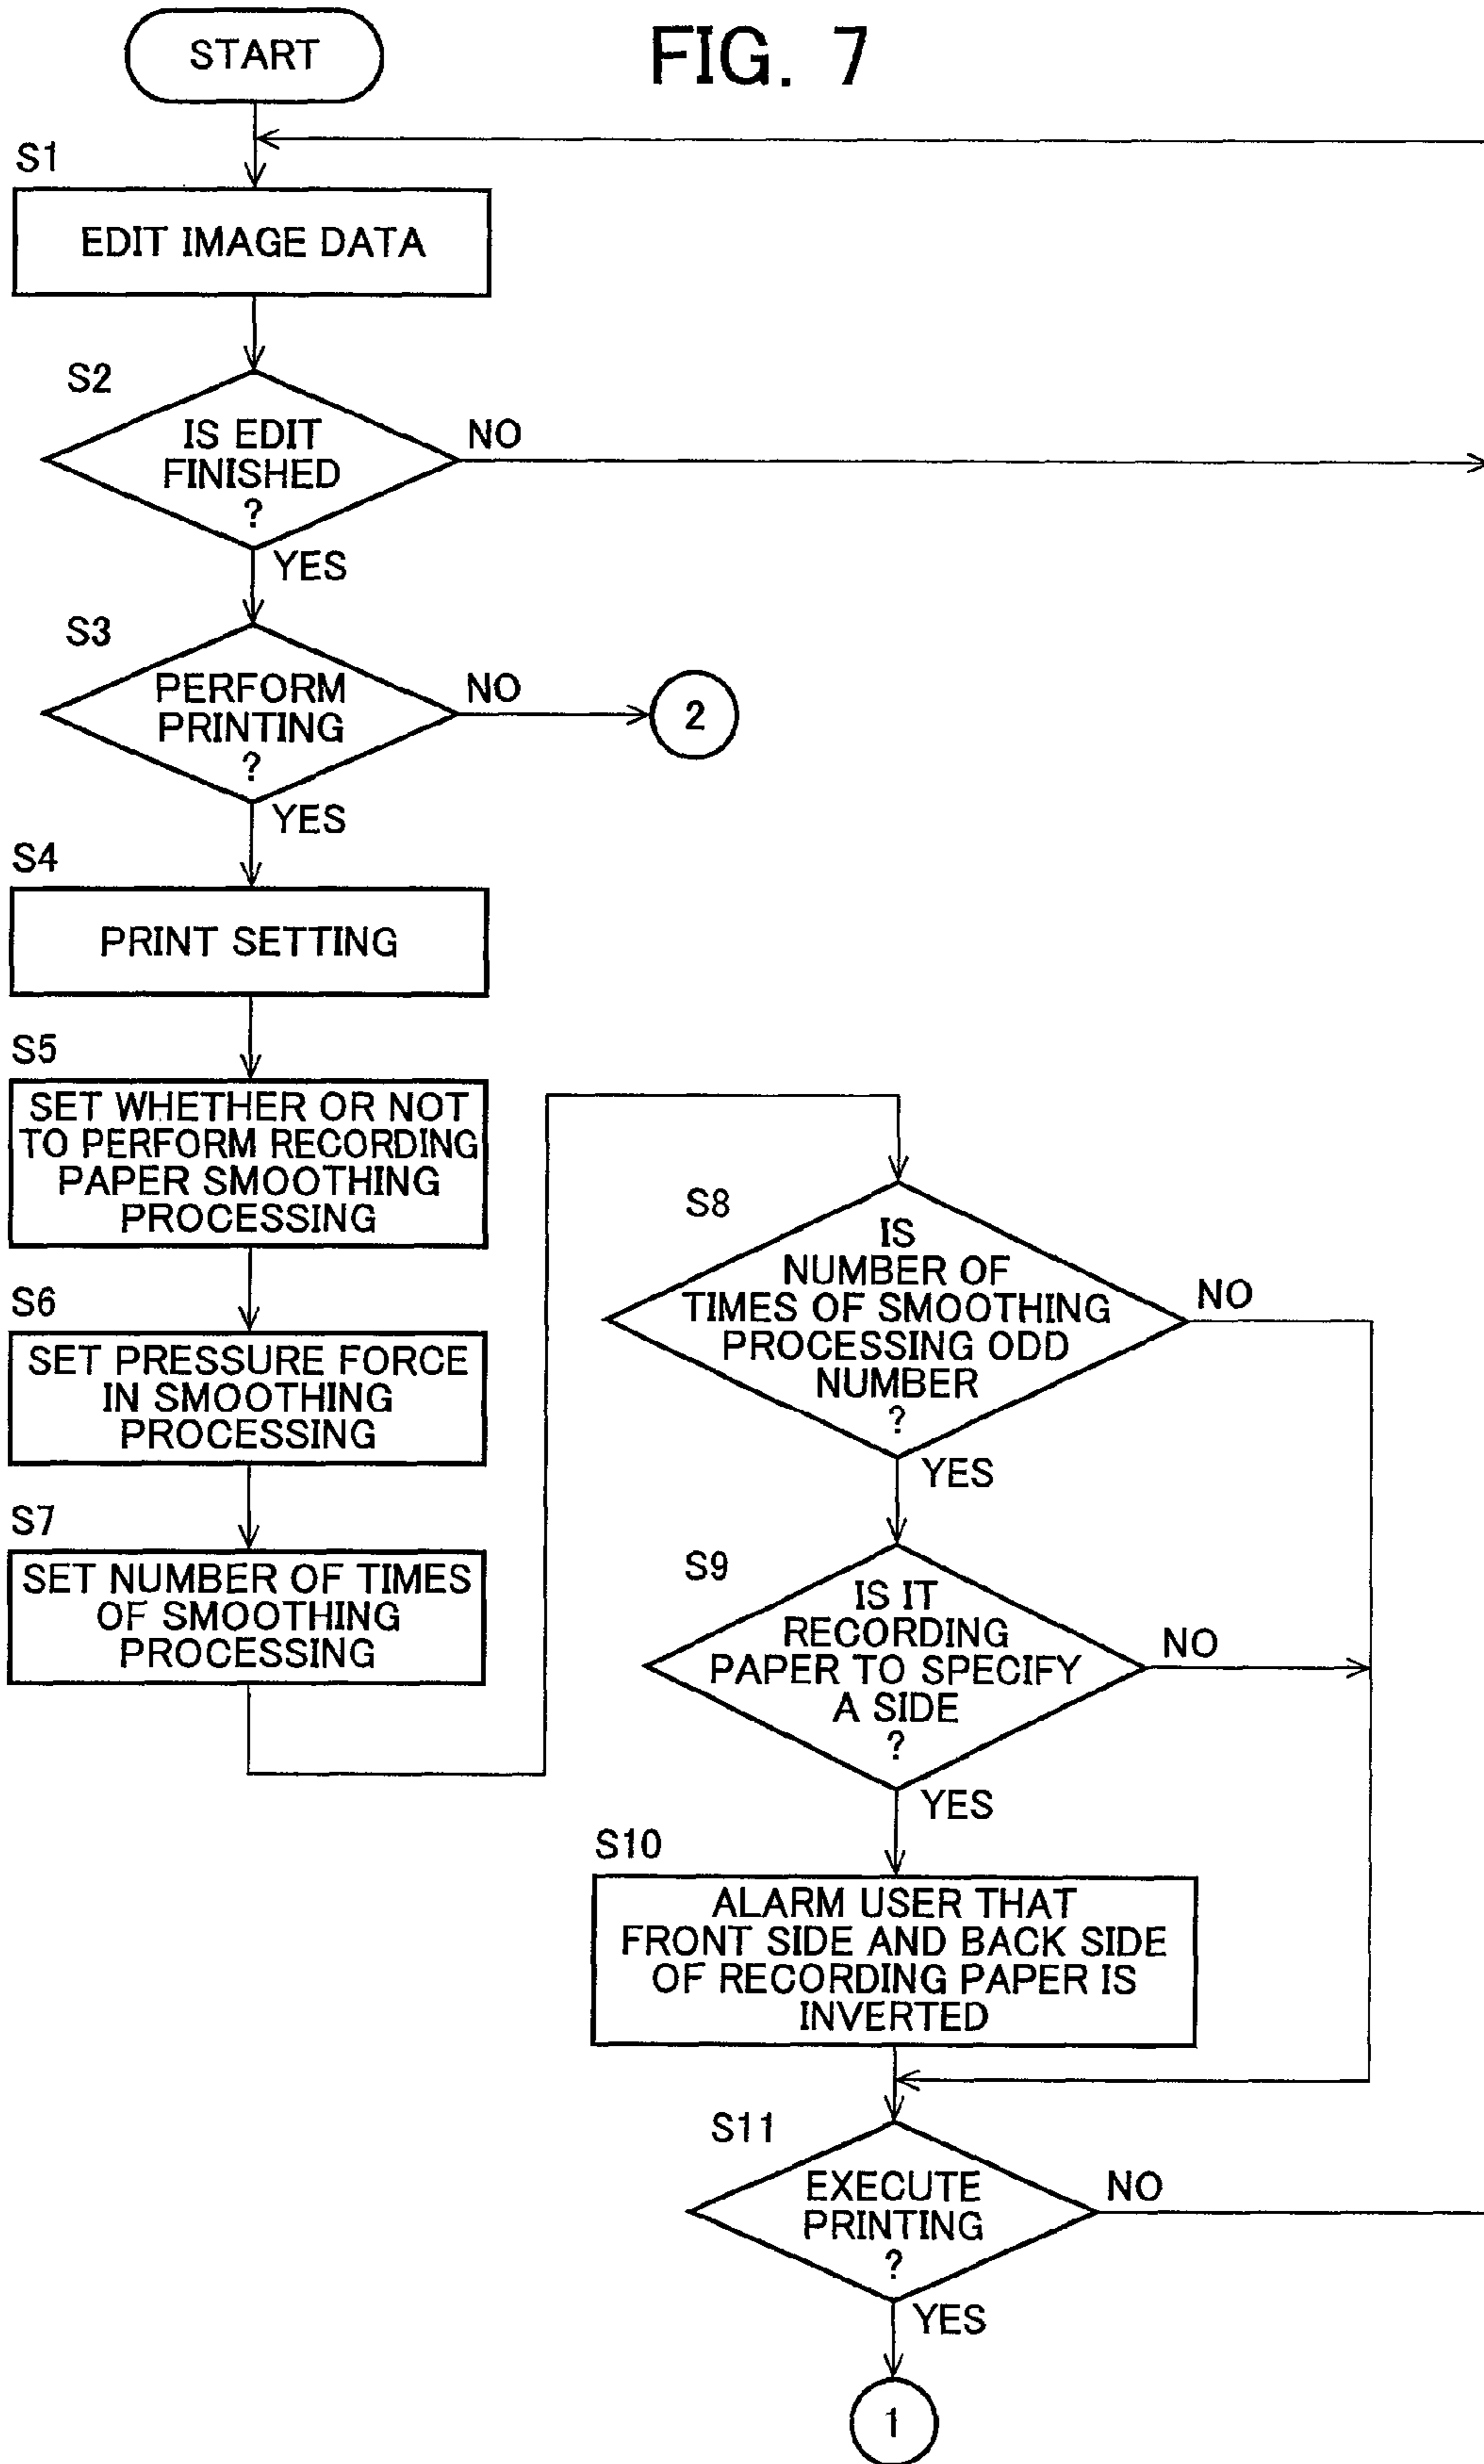 FIG. 7
START
S1
EDIT IMAGE DATA
S2
IS EDIT
FINISHED
?
NO
YES
S3
PERFORM
PRINTING
?
NO
2
YES
S4
PRINT SETTING
S5
SET WHETHER OR NOT
TO PERFORM RECORDING
PAPER SMOOTHING
PROCESSING
S6
SET PRESSURE FORCE
IN SMOOTHING
PROCESSING
S7
SET NUMBER OF TIMES
OF SMOOTHING
PROCESSING
S8
IS
NUMBER OF
TIMES OF SMOOTHING
PROCESSING ODD
NUMBER
?
NO
YES
S9
IS IT
RECORDING
PAPER TO SPECIFY
A SIDE
?
NO
YES
S10
ALARM USER THAT
FRONT SIDE AND BACK SIDE
OF RECORDING PAPER IS
INVERTED
S11
EXECUTE
PRINTING
?
NO
YES
1